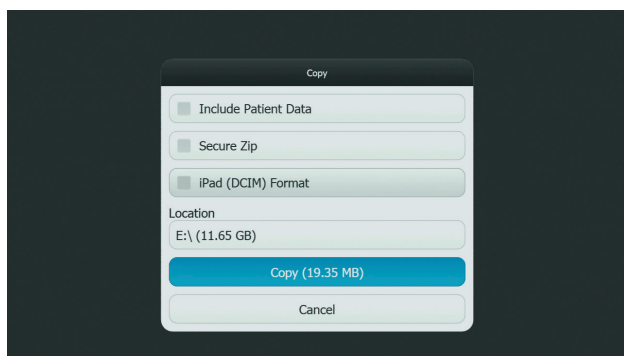 Copy
Include Patient Data
Secure Zip
iPad (DCIM) Format
Location
E:\ (11.65 GB)
Copy (19.35 MB)
Cancel